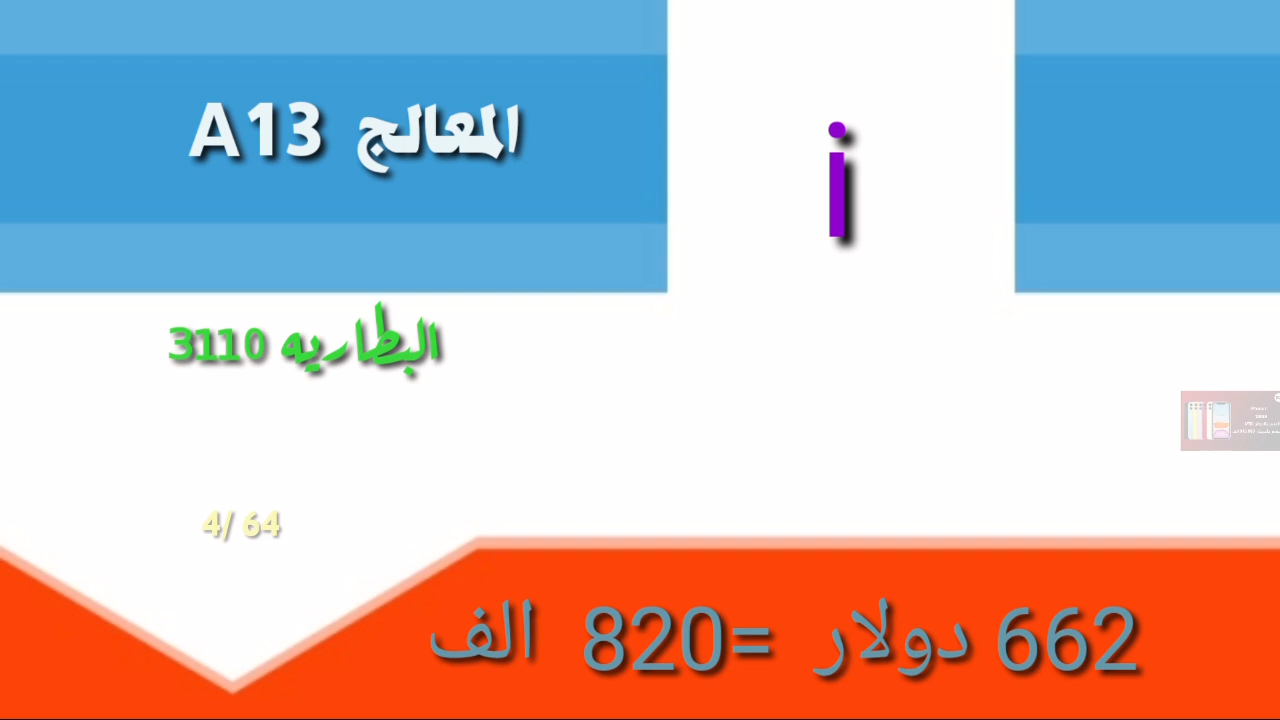 المعالج A13
i
البطاريه 3110
4/ 64
662 دولار =820 الف